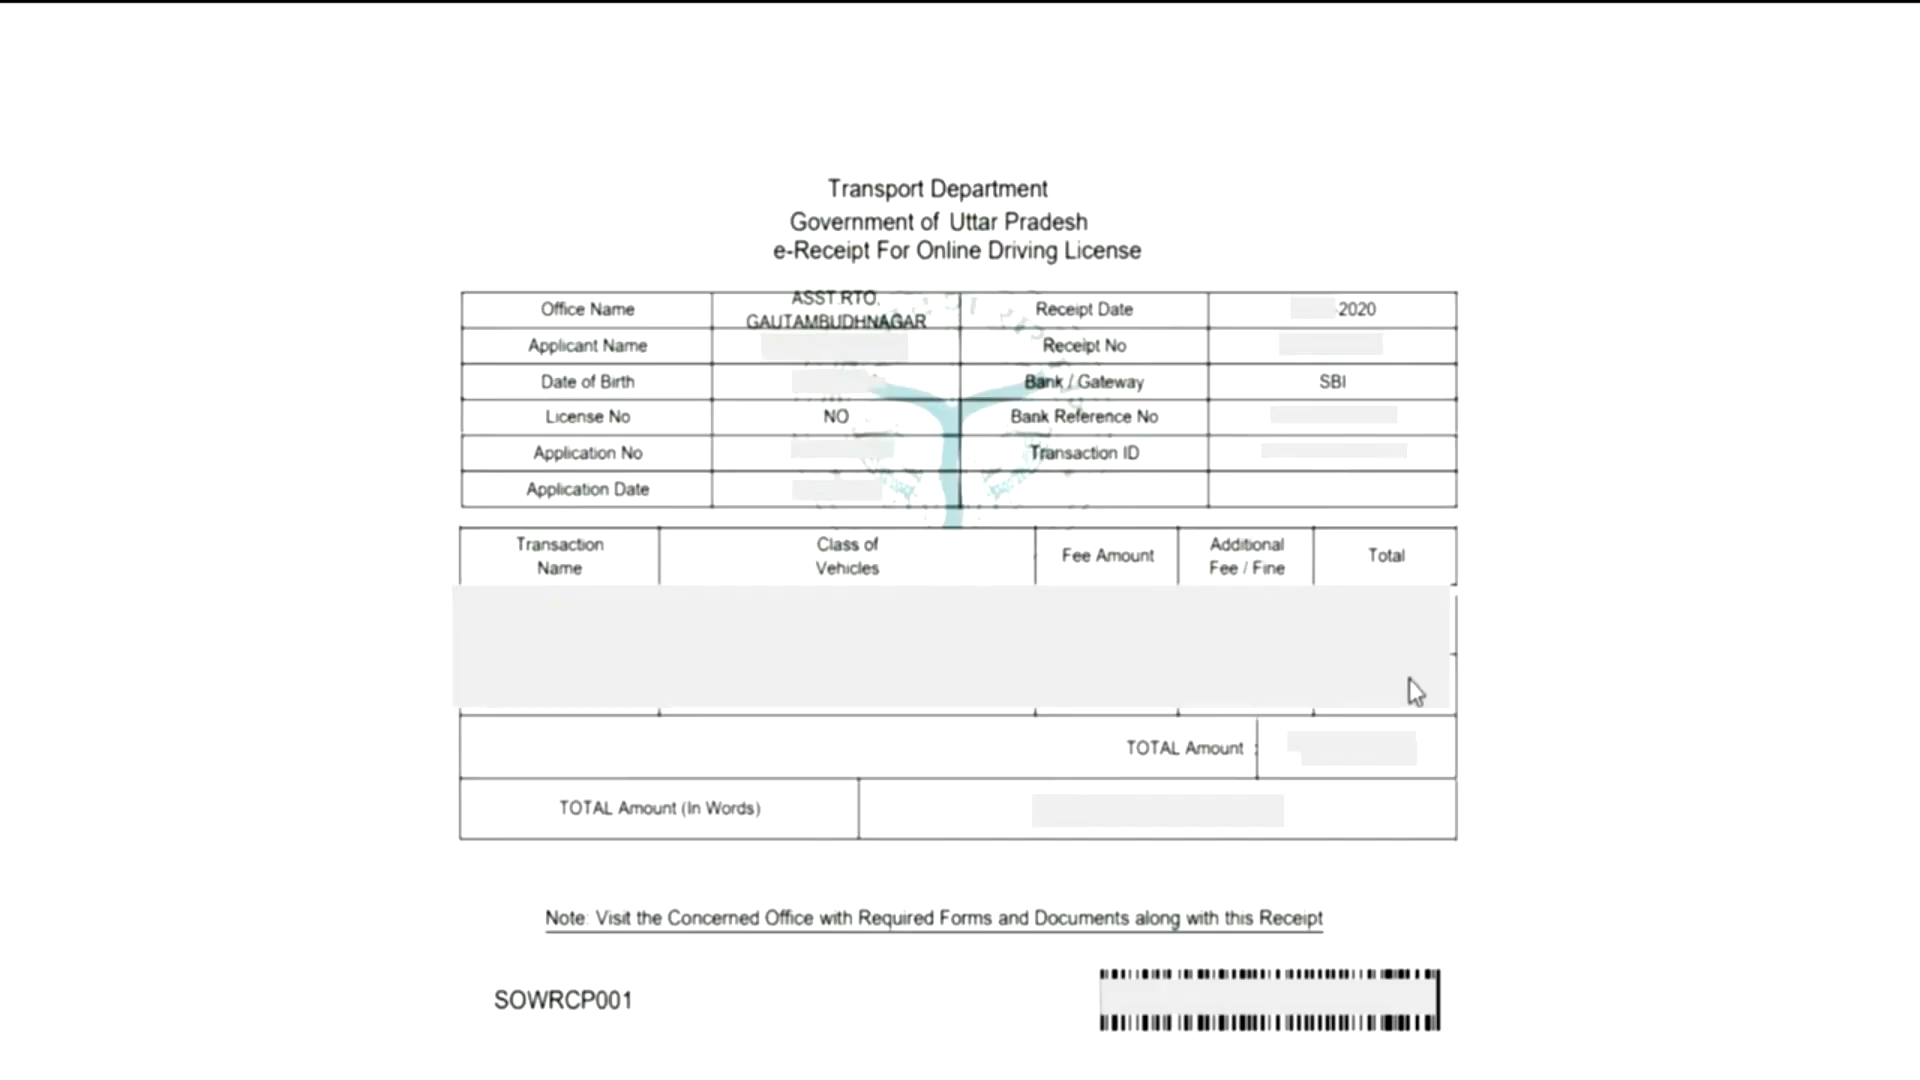 Transport Department
Government of Uttar Pradesh
e-Receipt For Online Driving License
Office Name ASST.RTO, GAUTAMBUDHNAGAR Receipt Date -2020
Applicant Name Receipt No
Date of Birth Bank / Gateway SBI
License No NO Bank Reference No
Application No Transaction ID
Application Date
Transaction Name Class of Vehicles Fee Amount Additional Fee / Fine Total
TOTAL Amount :
TOTAL Amount (In Words)
Note: Visit the Concerned Office with Required Forms and Documents along with this Receipt
SOWRCP001